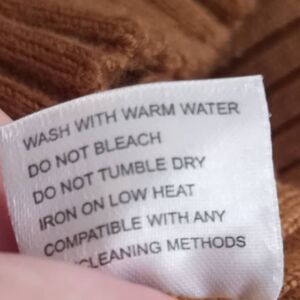 WASH WITH WARM WATER
DO NOT BLEACH
DO NOT TUMBLE DRY
IRON ON LOW HEAT
COMPATIBLE WITH ANY
CLEANING METHODS